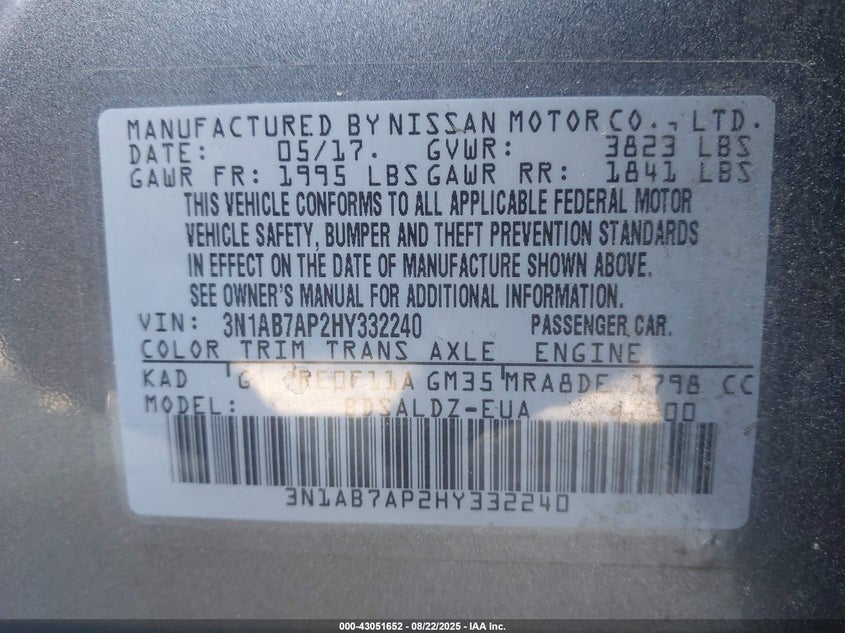 MANUFACTURED BY NISSAN MOTOR CO., LTD.
DATE: 05/17. GVWR: 3823 LBS
GAWR FR: 1995 LBS GAWR RR: 1841 LBS
THIS VEHICLE CONFORMS TO ALL APPLICABLE FEDERAL MOTOR
VEHICLE SAFETY, BUMPER AND THEFT PREVENTION STANDARDS
IN EFFECT ON THE DATE OF MANUFACTURE SHOWN ABOVE.
SEE OWNER'S MANUAL FOR ADDITIONAL INFORMATION.
VIN: 3N1AB7AP2HY332240 PASSENGER CAR.
COLOR TRIM TRANS AXLE ENGINE
KAD G RE0F11A GM35 MRA8DE 1798 CC
MODEL: BDSALDZ-EUA
3N1AB7AP2HY332240
000-43051652 - 08/22/2025 - IAA Inc.